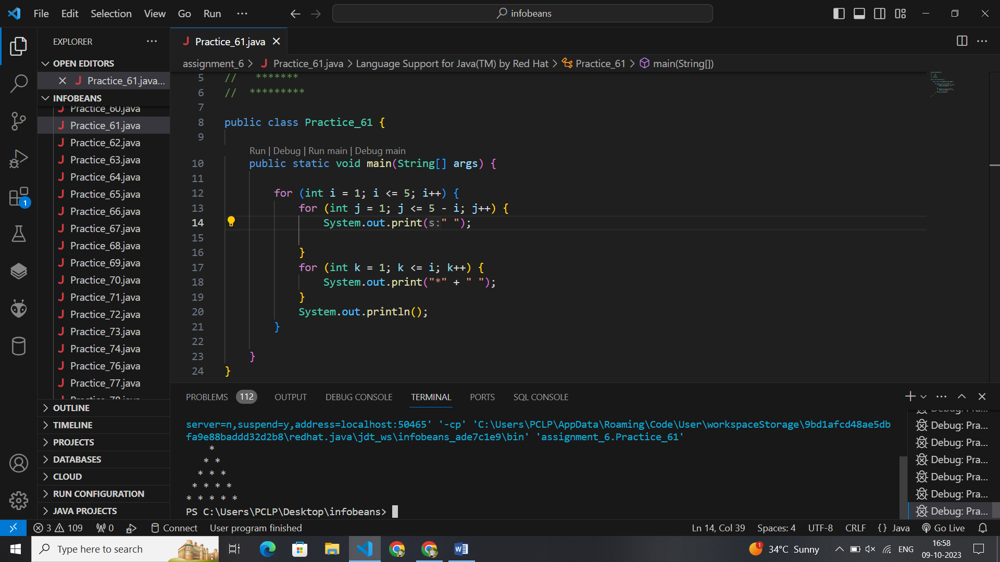 File Edit Selection View Go Run ···
infobeans
EXPLORER
Practice_61.java
OPEN EDITORS
assignment_6 > J Practice_61.java > Language Support for Java(TM) by Red Hat > Practice_61 > main(String[])
J Practice_61.java...
INFOBEANS
J Practice_60.java
J Practice_61.java
J Practice_62.java
J Practice_63.java
J Practice_64.java
J Practice_65.java
J Practice_66.java
J Practice_67.java
J Practice_68.java
J Practice_69.java
J Practice_70.java
J Practice_71.java
J Practice_72.java
J Practice_73.java
J Practice_74.java
J Practice_76.java
J Practice_77.java
OUTLINE
TIMELINE
PROJECTS
DATABASES
CLOUD
RUN CONFIGURATION
JAVA PROJECTS
1
5 //   *******
6 //  *********
7
8 public class Practice_61 {
9
Run | Debug | Run main | Debug main
10     public static void main(String[] args) {
11
12         for (int i = 1; i <= 5; i++) {
13             for (int j = 1; j <= 5 - i; j++) {
14                 System.out.print(s:" ");
15
16             }
17             for (int k = 1; k <= i; k++) {
18                 System.out.print("*" + " ");
19             }
20             System.out.println();
21         }
22
23     }
24 }
PROBLEMS 112 OUTPUT DEBUG CONSOLE TERMINAL PORTS SQL CONSOLE
server=n,suspend=y,address=localhost:50465' '-cp' 'C:\Users\PCLP\AppData\Roaming\Code\User\workspaceStorage\9bd1afcd48ae5db
fa9e88baddd32d2b8\redhat.java\jdt_ws\infobeans_ade7c1e9\bin' 'assignment_6.Practice_61'
    *
   * *
  * * *
 * * * *
* * * * *
PS C:\Users\PCLP\Desktop\infobeans>
Debug: Pra...
Debug: Pra...
Debug: Pra...
Debug: Pra...
Debug: Pra...
Debug: Pra...
3 109 0 Connect User program finished Ln 14, Col 39 Spaces: 4 UTF-8 CRLF {} Java Go Live
Type here to search
1 34°C Sunny ENG
16:58
09-10-2023